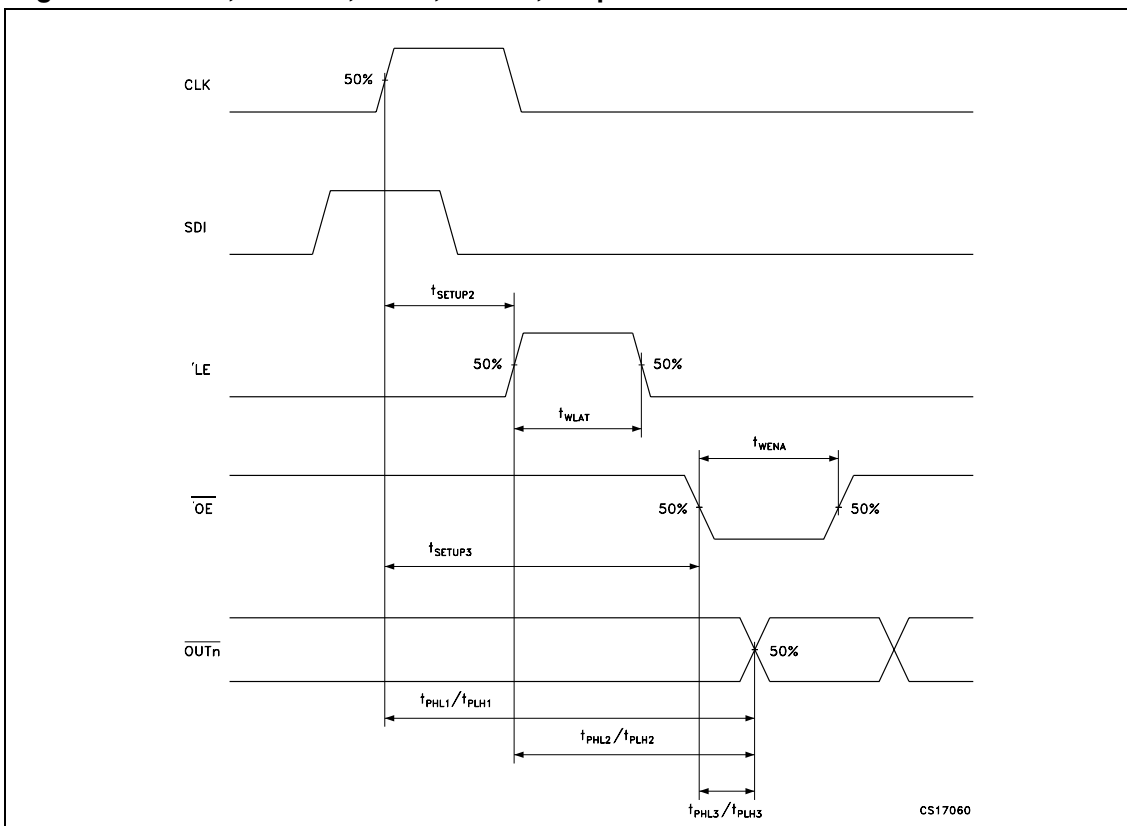 50%
CLK
SDI
tSETUP2
50%
50%
'LE
tWLAT
tWENA
'OE
50%
50%
tSETUP3
OUTn
50%
tPHL1/tPLH1
tPHL2/tPLH2
tPHL3/tPLH3
CS17060